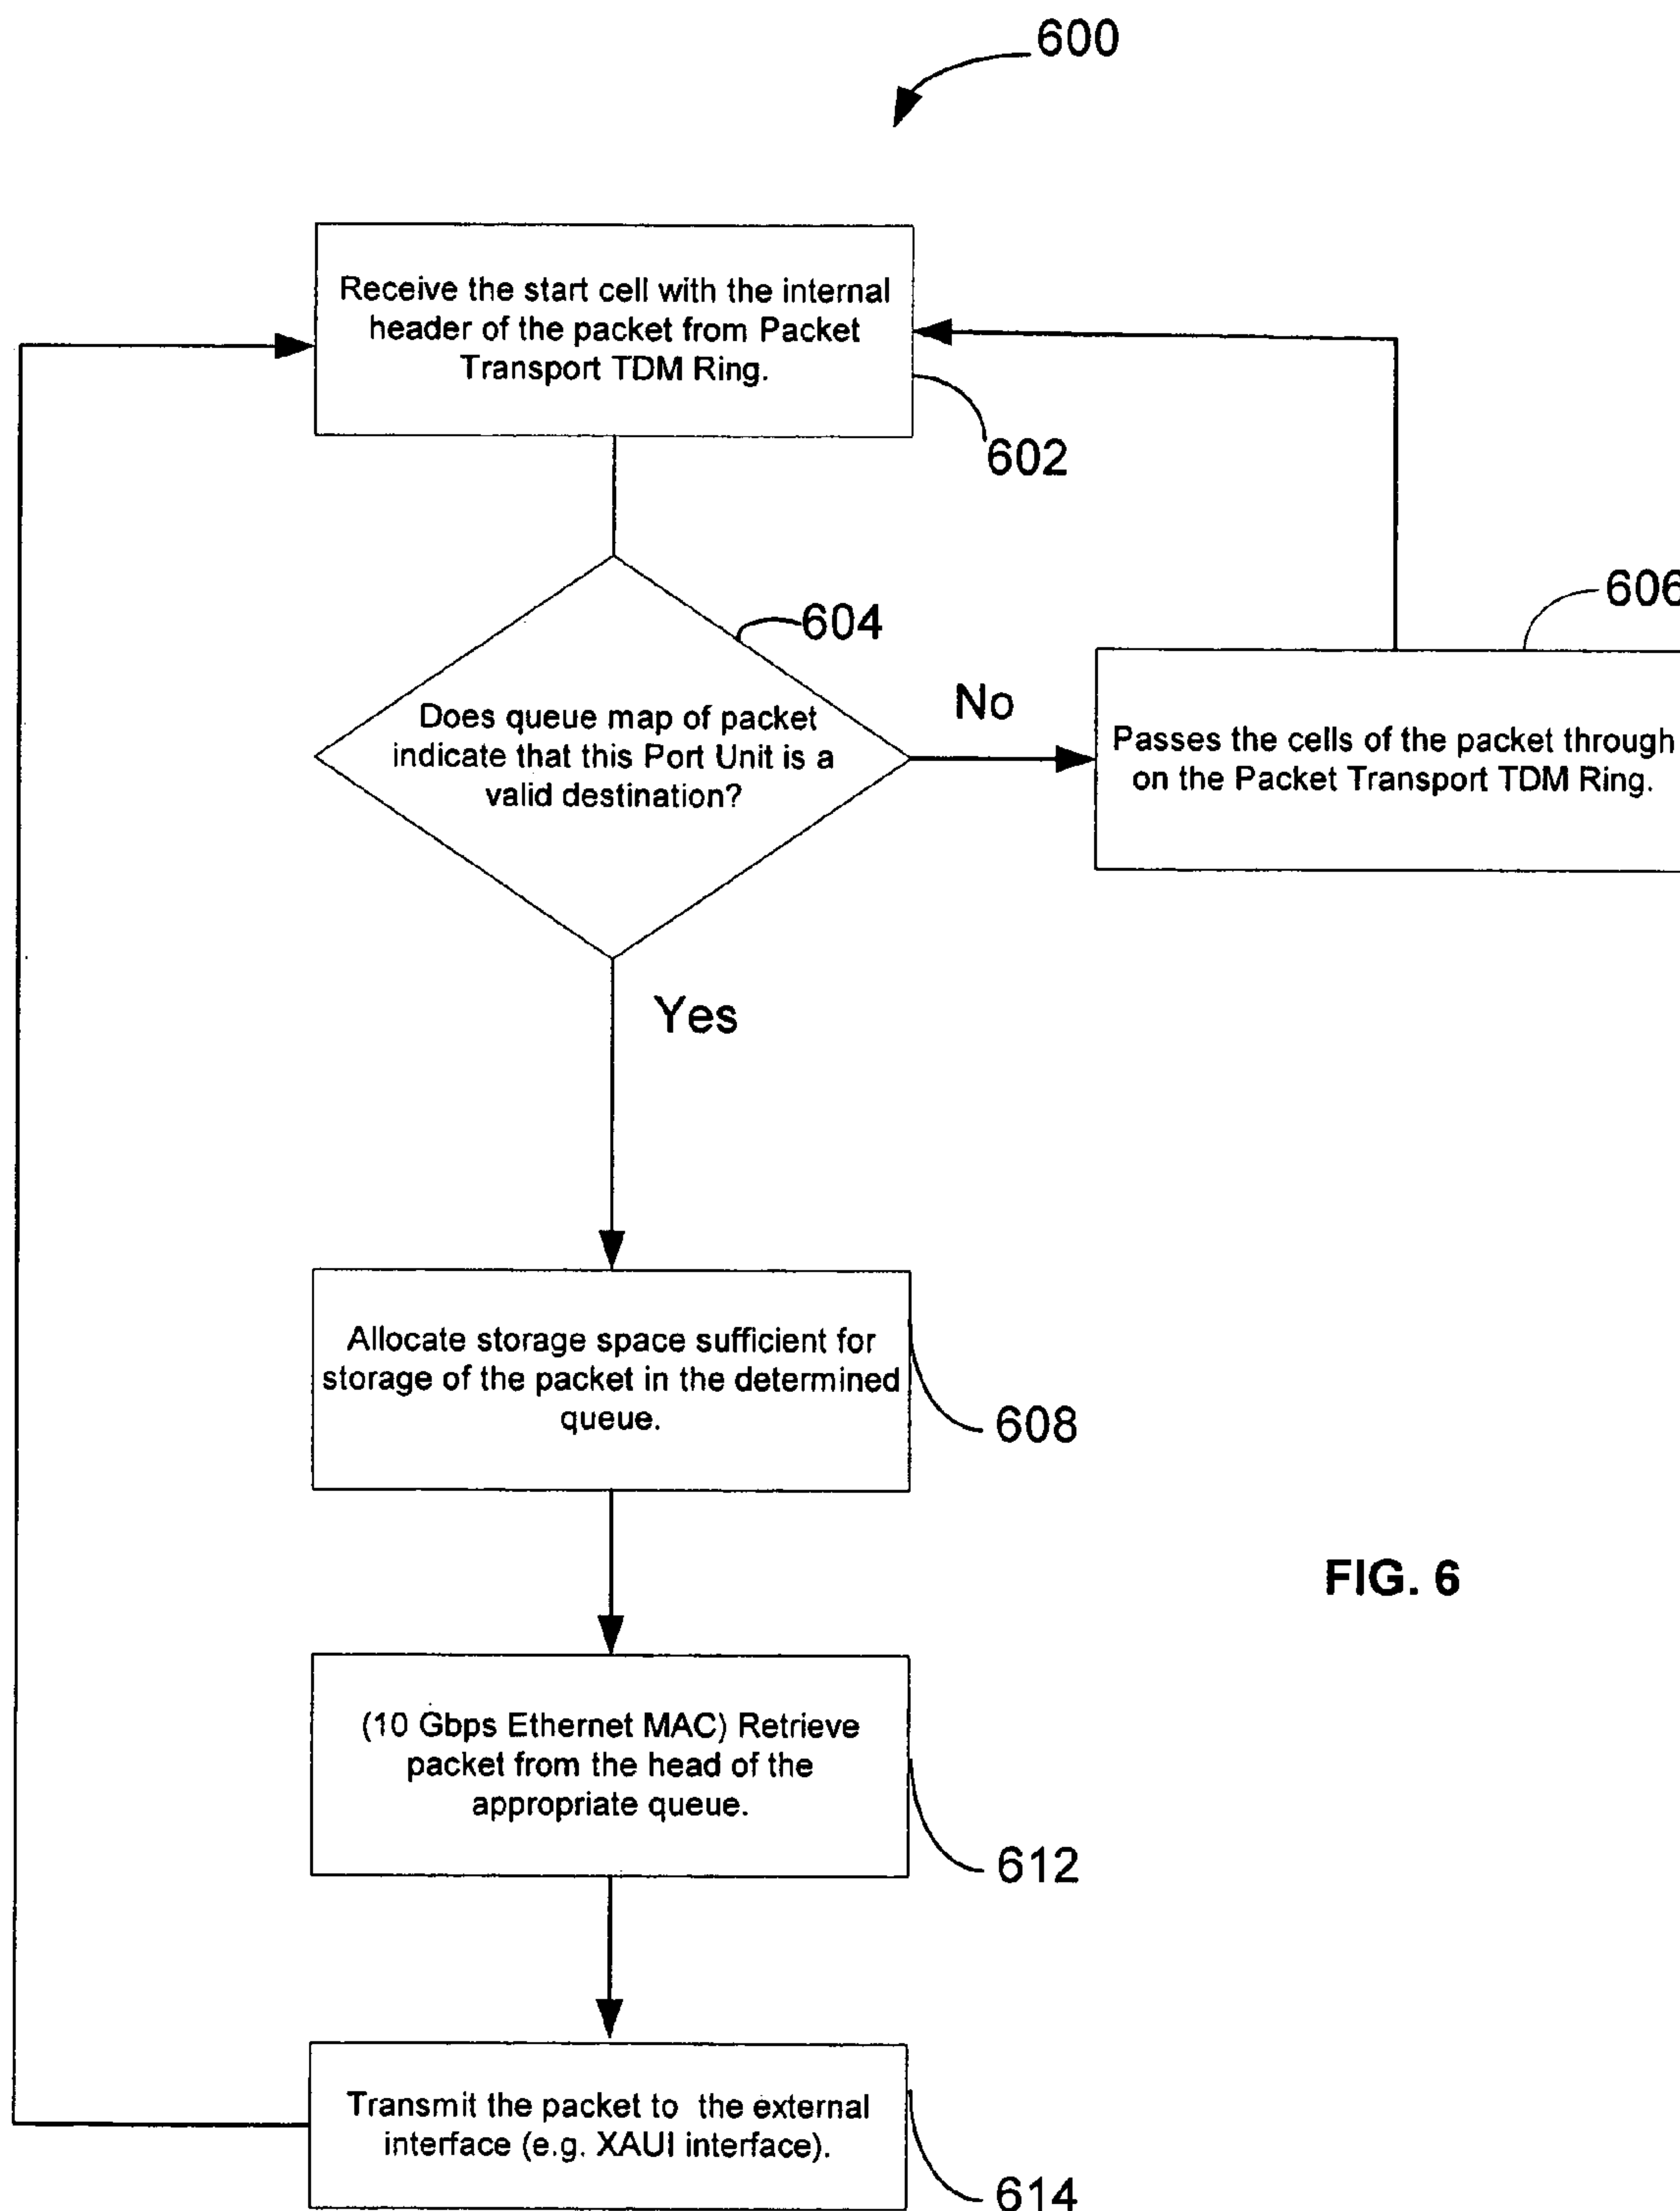 600
Receive the start cell with the internal
header of the packet from Packet
Transport TDM Ring.
602
604
Does queue map of packet
indicate that this Port Unit is a
valid destination?
No
606
Passes the cells of the packet through
on the Packet Transport TDM Ring.
Yes
Allocate storage space sufficient for
storage of the packet in the determined
queue.
608
FIG. 6
(10 Gbps Ethernet MAC) Retrieve
packet from the head of the
appropriate queue.
612
Transmit the packet to the external
interface (e.g. XAUI interface).
614